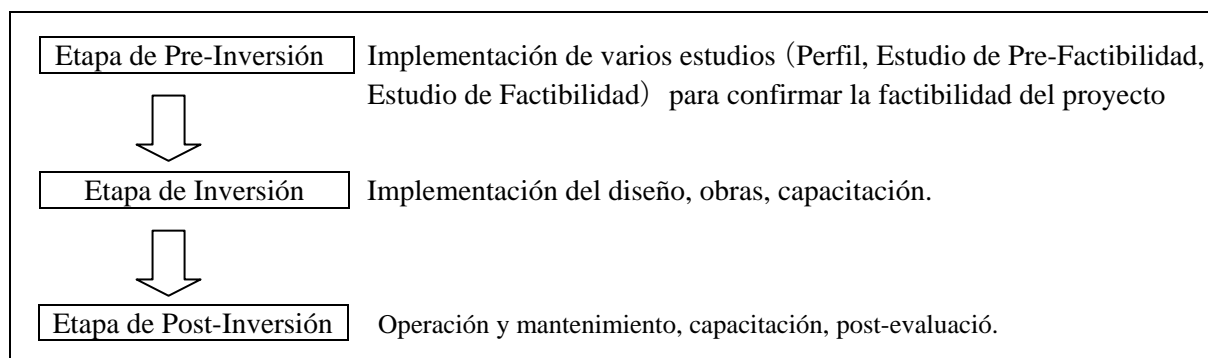 Etapa de Pre-Inversión Implementación de varios estudios（Perfil, Estudio de Pre-Factibilidad,
Estudio de Factibilidad）para confirmar la factibilidad del proyecto
Etapa de Inversión Implementación del diseño, obras, capacitación.
Etapa de Post-Inversión Operación y mantenimiento, capacitación, post-evaluació.